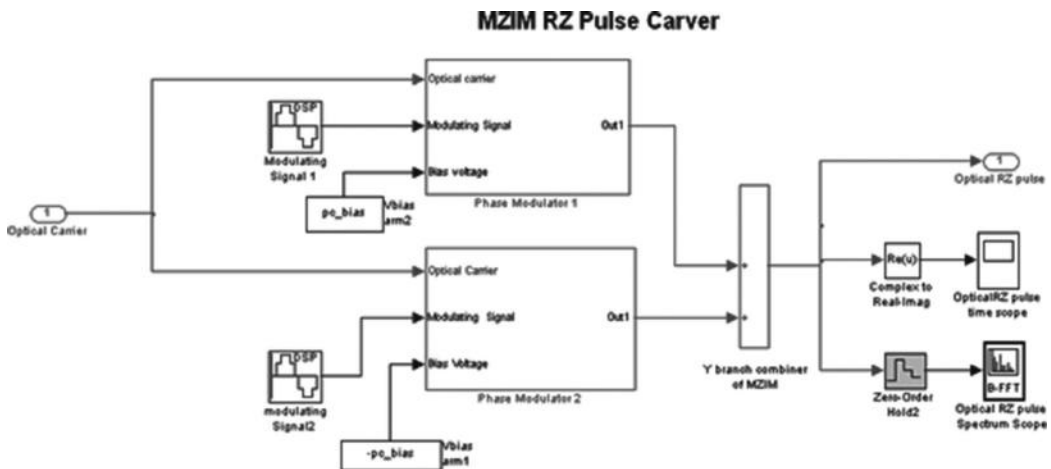 MZIM RZ Pulse Carver
Optical carrier
DSP
Modulating
Signal 1
Modulating Signal
Out1
Bias voltage
pc_bias
Vbias
arm2
Phase Modulator 1
1
Optical Carrier
Optical Carrier
Modulating Signal
Out1
Bias Voltage
DSP
modulating
Signal2
-pc_bias
Vbias
arm1
Phase Modulator 2
+
+
Y branch combiner
of MZIM
1
Optical RZ pulse
Re(u)
Complex to
Real-Imag
OpticalRZ pulse
time scope
Zero-Order
Hold2
B-FFT
Optical RZ pulse
Spectrum Scope